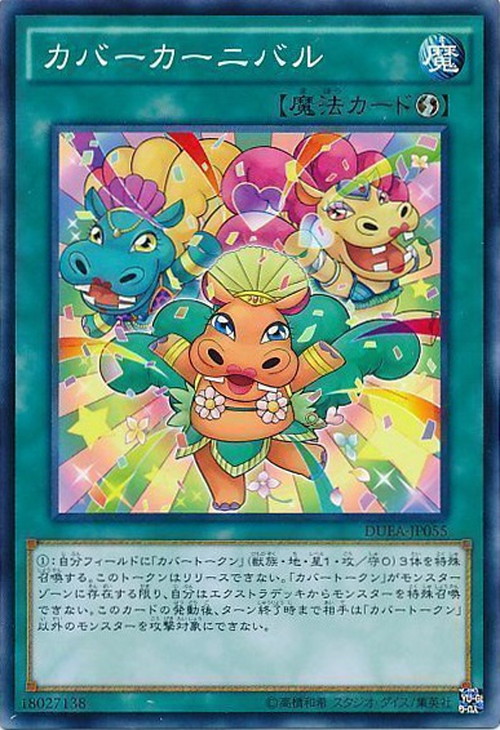 カバーカーニバル
魔
【魔法カード】
DUEA-JP055
①:自分フィールドに「カバートークン」(獣族・地・星1・攻/守0)3体を特殊
召喚する。このトークンはリリースできない。「カバートークン」がモンスター
ゾーンに存在する限り、自分はエクストラデッキからモンスターを特殊召喚
できない。このカードの発動後、ターン終了時まで相手は「カバートークン」
以外のモンスターを攻撃対象にできない。
18027138
©高橋和希 スタジオ・ダイス/集英社